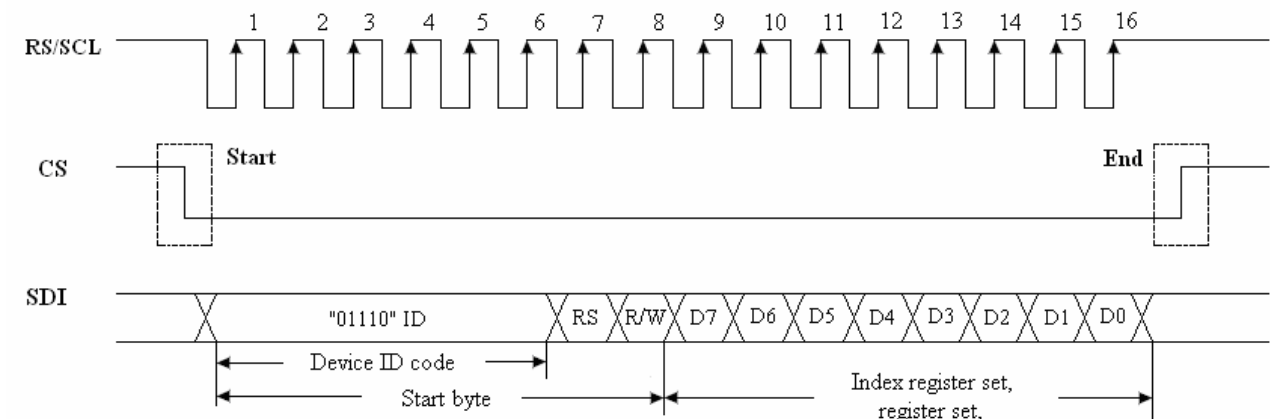 1 2 3 4 5 6 7 8 9 10 11 12 13 14 15 16
RS/SCL
CS
Start
End
SDI
"01110" ID
RS
R/W
D7
D6
D5
D4
D3
D2
D1
D0
Device ID code
Start byte
Index register set,
register set,